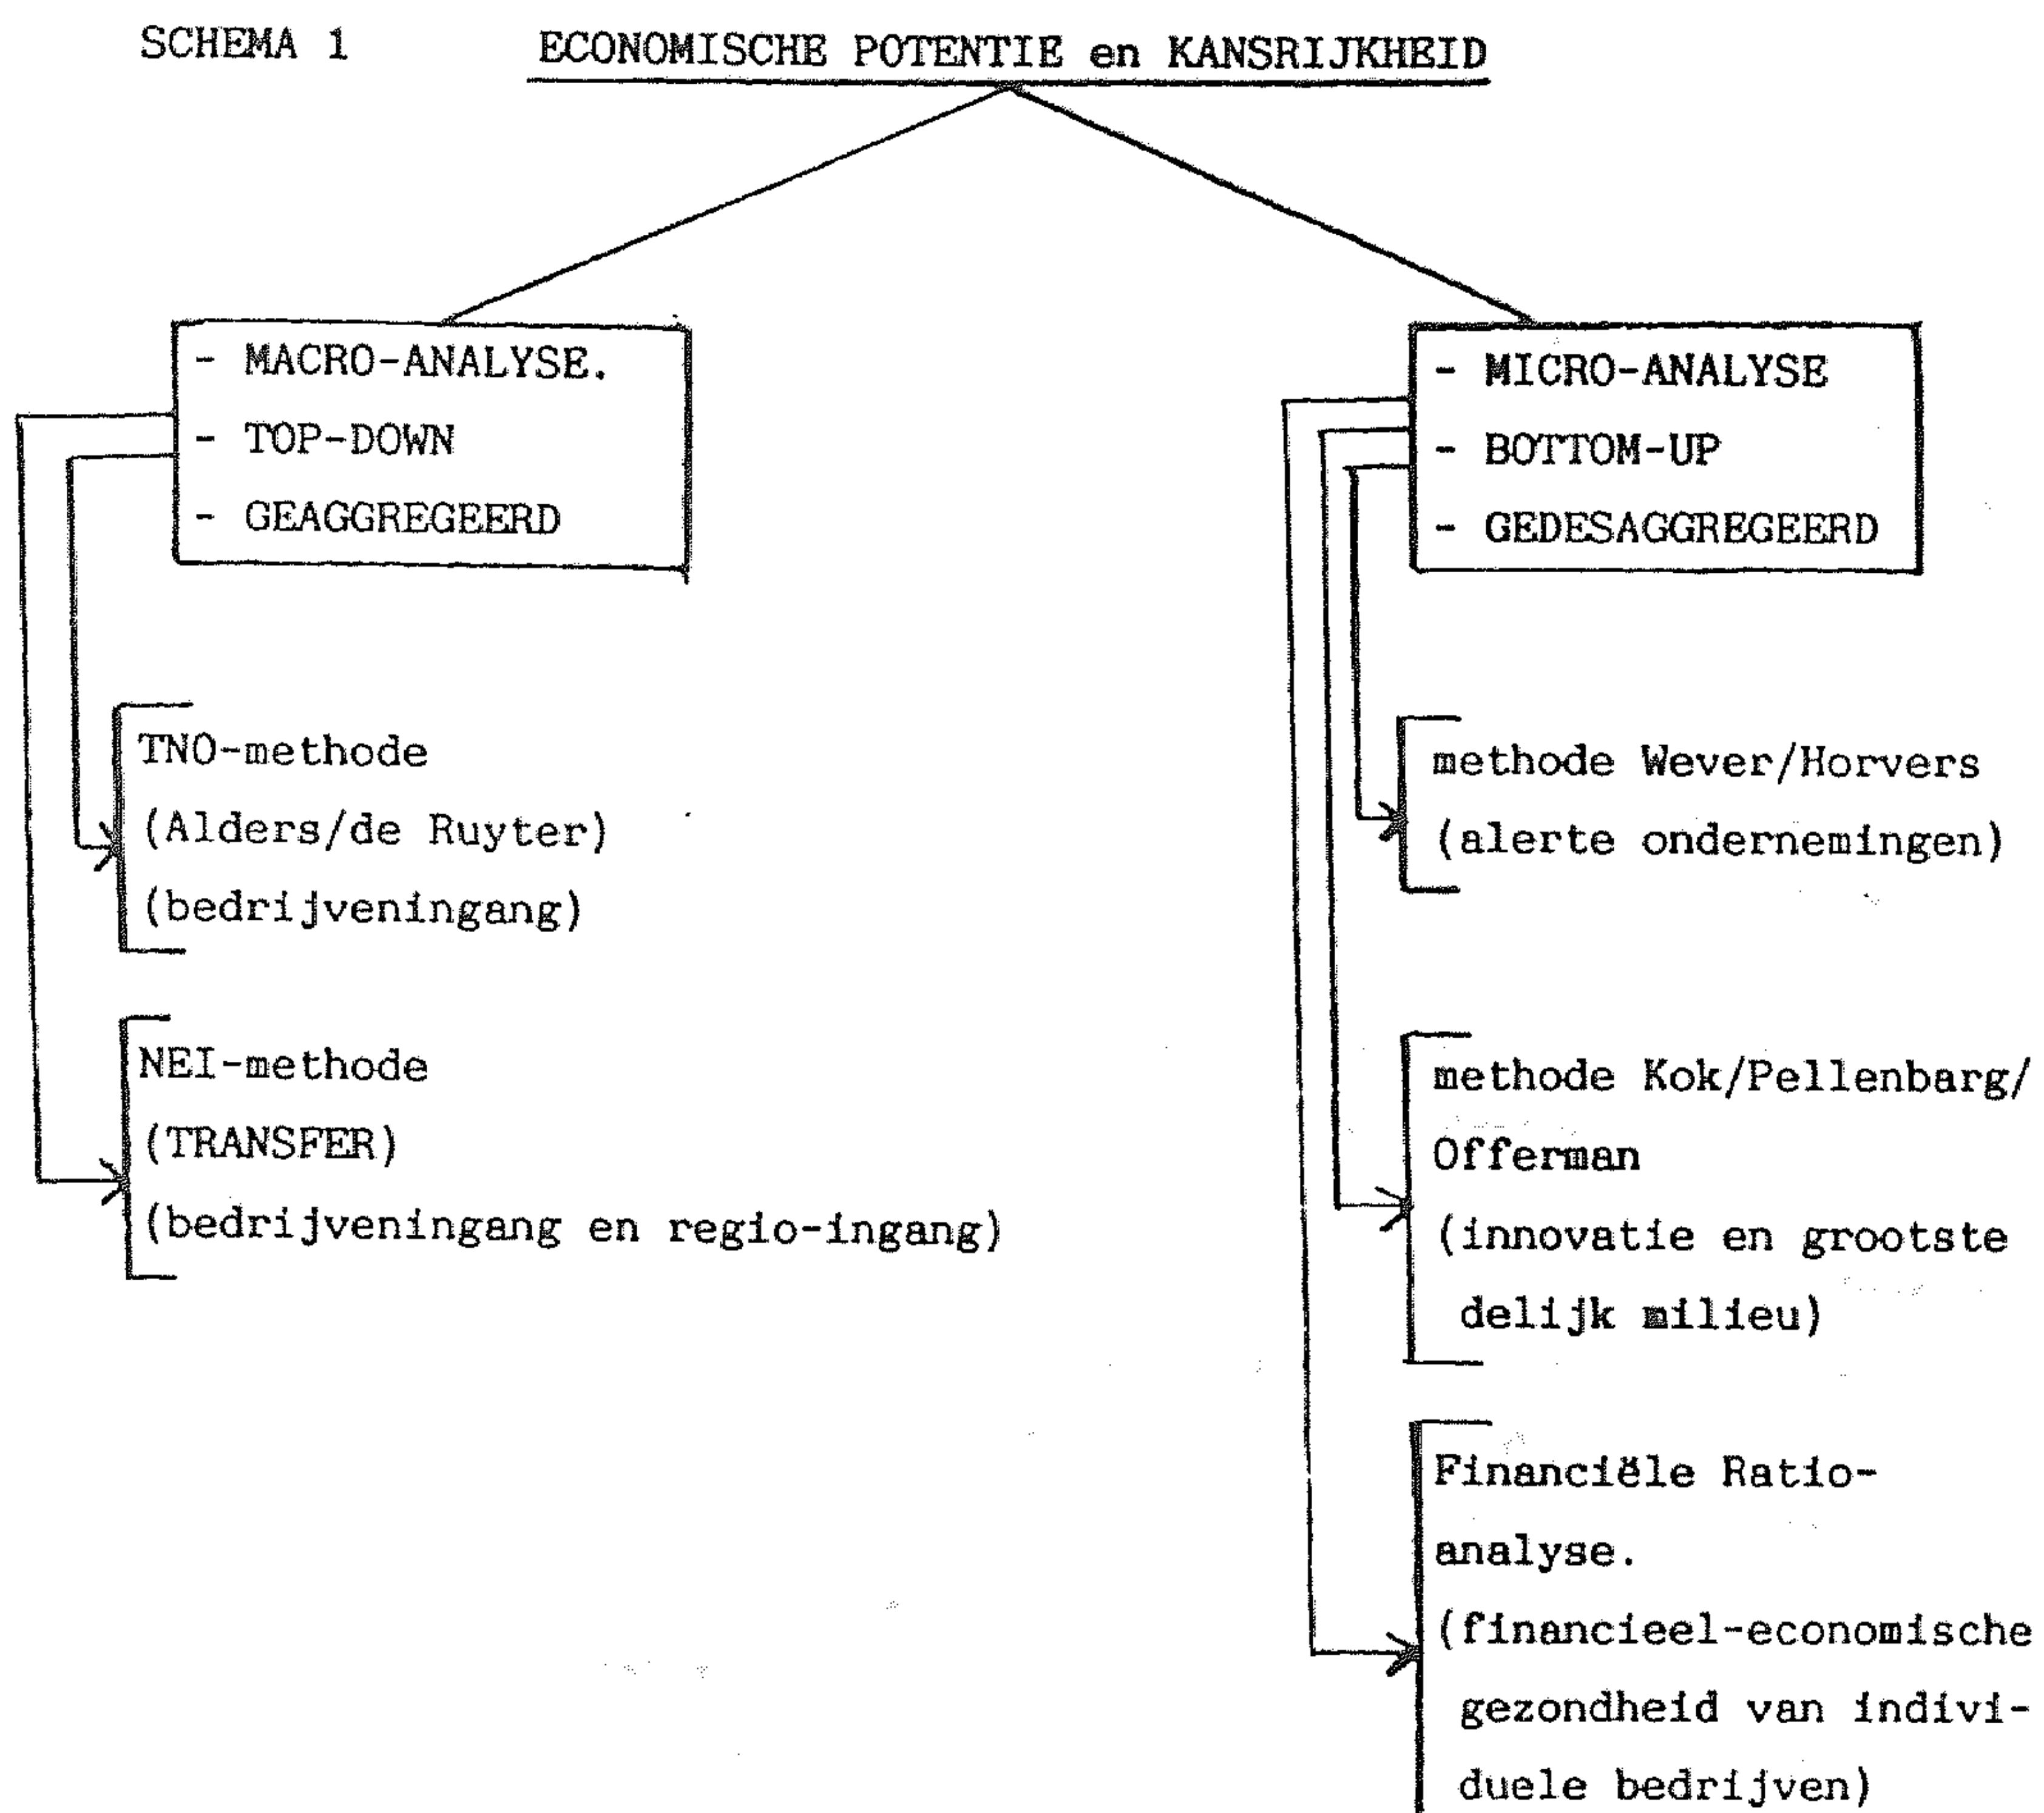 SCHEMA 1 ECONOMISCHE POTENTIE en KANSRIJKHEID
- MACRO-ANALYSE.
- TOP-DOWN
- GEAGGREGEERD
- MICRO-ANALYSE
- BOTTOM-UP
- GEDESAGGREGEERD
TNO-methode
(Alders/de Ruyter)
(bedrijveningang)
NEI-methode
(TRANSFER)
(bedrijveningang en regio-ingang)
methode Wever/Horvers
(alerte ondernemingen)
methode Kok/Pellenbarg/
Offerman
(innovatie en grootste
delijk milieu)
Financiële Ratio-
analyse.
(financieel-economische
gezondheid van indivi-
duele bedrijven)